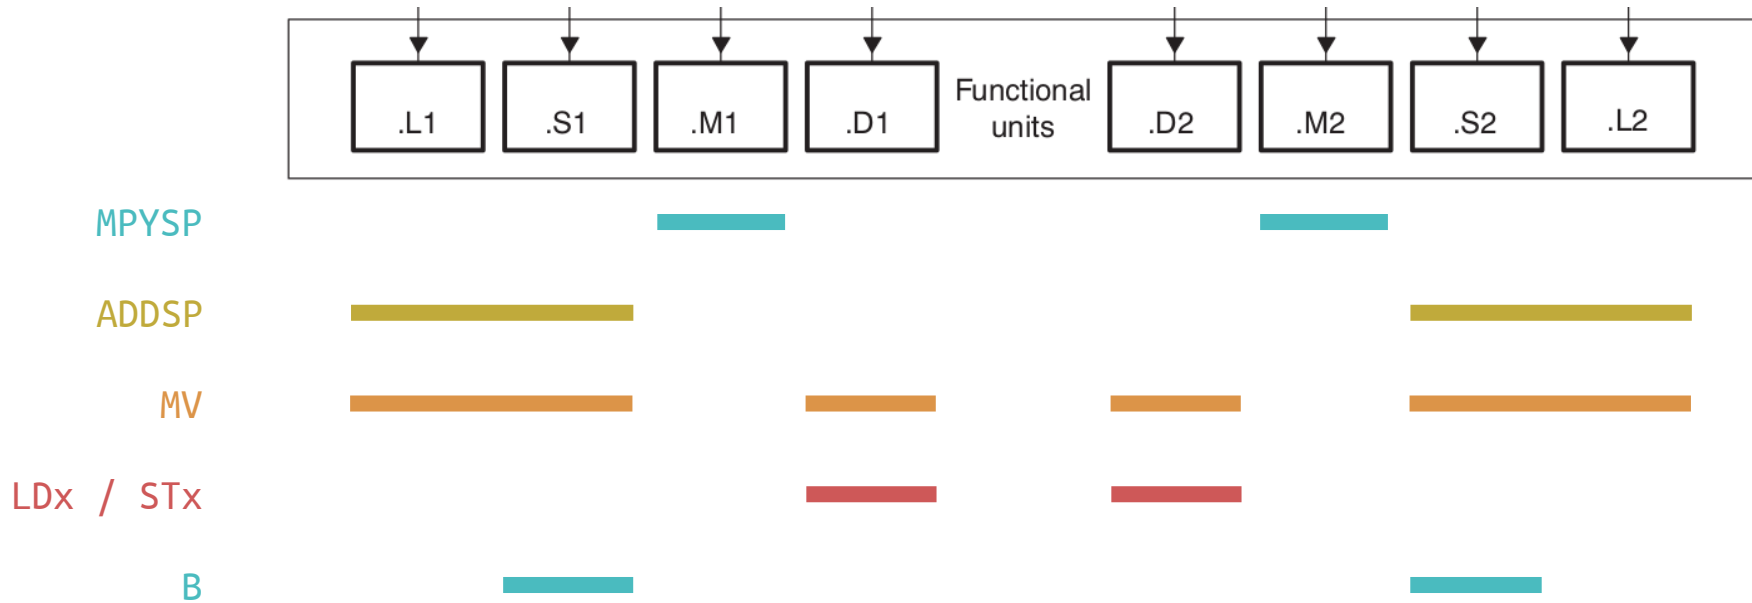 .L1 .S1 .M1 .D1 Functional units .D2 .M2 .S2 .L2
MPYSP
ADDSP
MV
LDx / STx
B